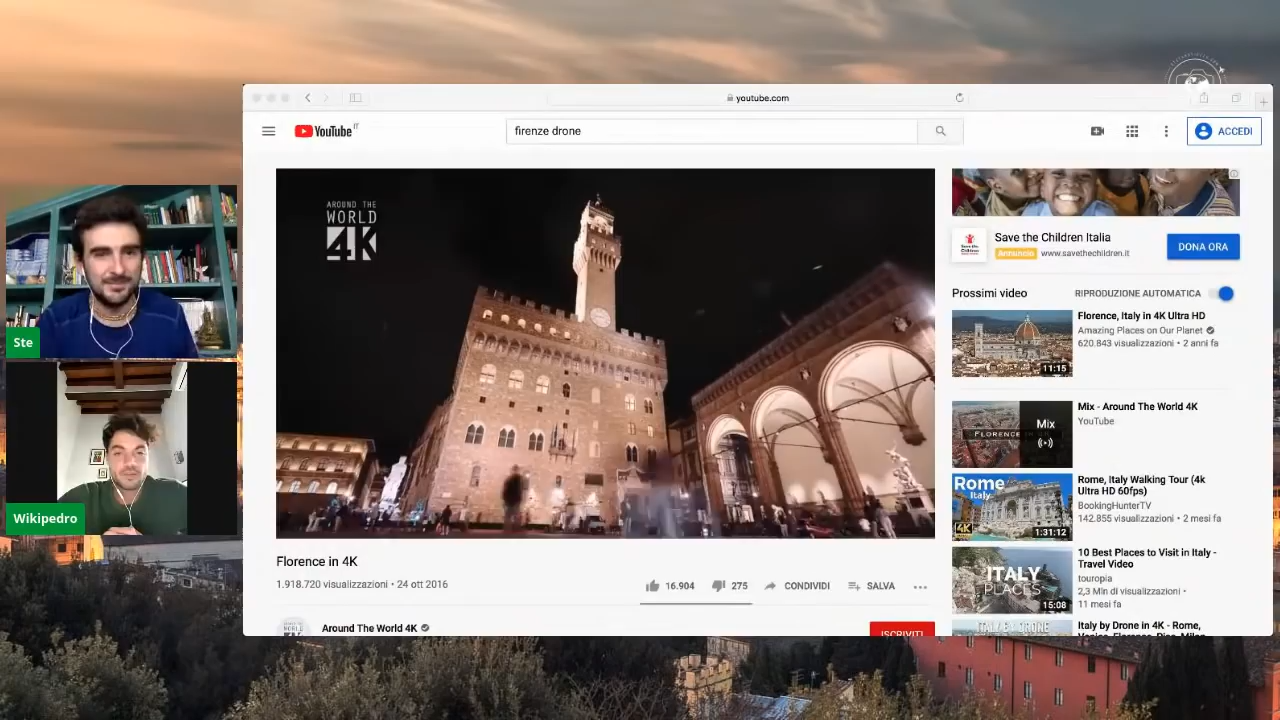 youtube.com
YouTube IT
firenze drone
ACCEDI
AROUND THE
WORLD
4K
Save the Children Italia
Annuncio www.savethechildren.it
DONA ORA
Prossimi video
RIPRODUZIONE AUTOMATICA
Florence, Italy in 4K Ultra HD
Amazing Places on Our Planet
620.843 visualizzazioni • 2 anni fa
11:15
Mix - Around The World 4K
YouTube
Mix
FLORENCE
Rome, Italy Walking Tour (4k
Ultra HD 60fps)
BookingHunterTV
142.855 visualizzazioni • 2 mesi fa
Rome
Italy
4K
1:31:12
10 Best Places to Visit in Italy -
Travel Video
touropia
2,3 Mln di visualizzazioni •
11 mesi fa
ITALY
PLACES
15:08
Italy by Drone in 4K - Rome,
Ste
Wikipedro
Florence in 4K
1.918.720 visualizzazioni • 24 ott 2016
16.904
275
CONDIVIDI
SALVA
Around The World 4K
ISCRIVITI